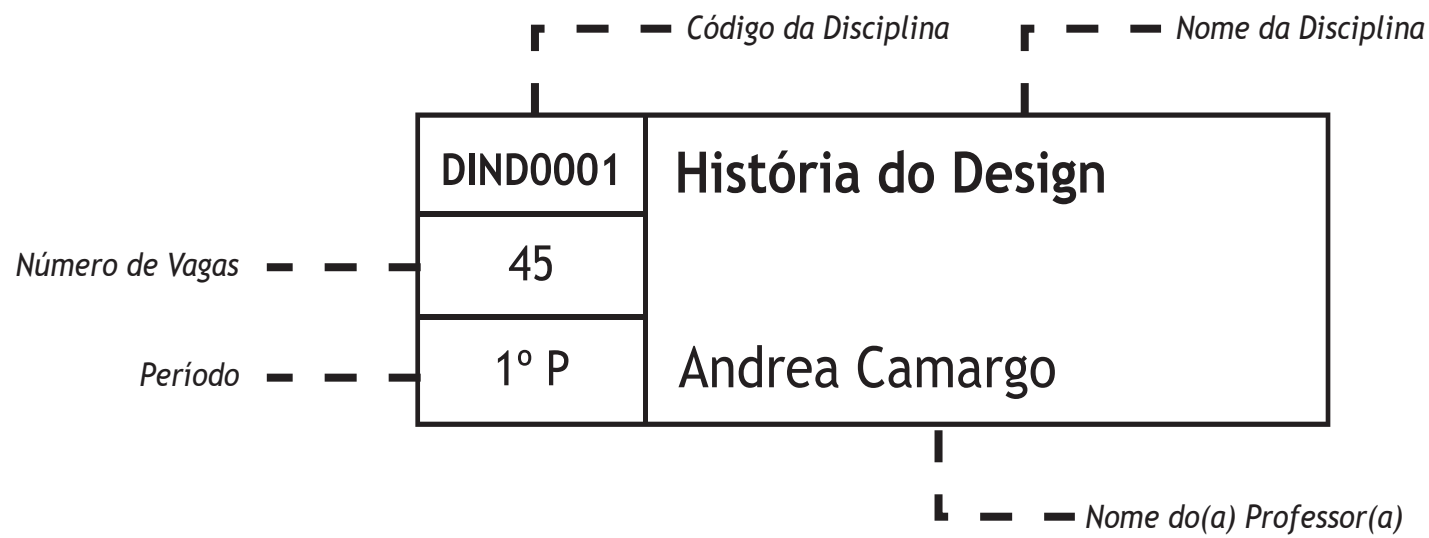 Código da Disciplina
Nome da Disciplina
DIND0001
História do Design
Número de Vagas
45
Período
1º P
Andrea Camargo
Nome do(a) Professor(a)